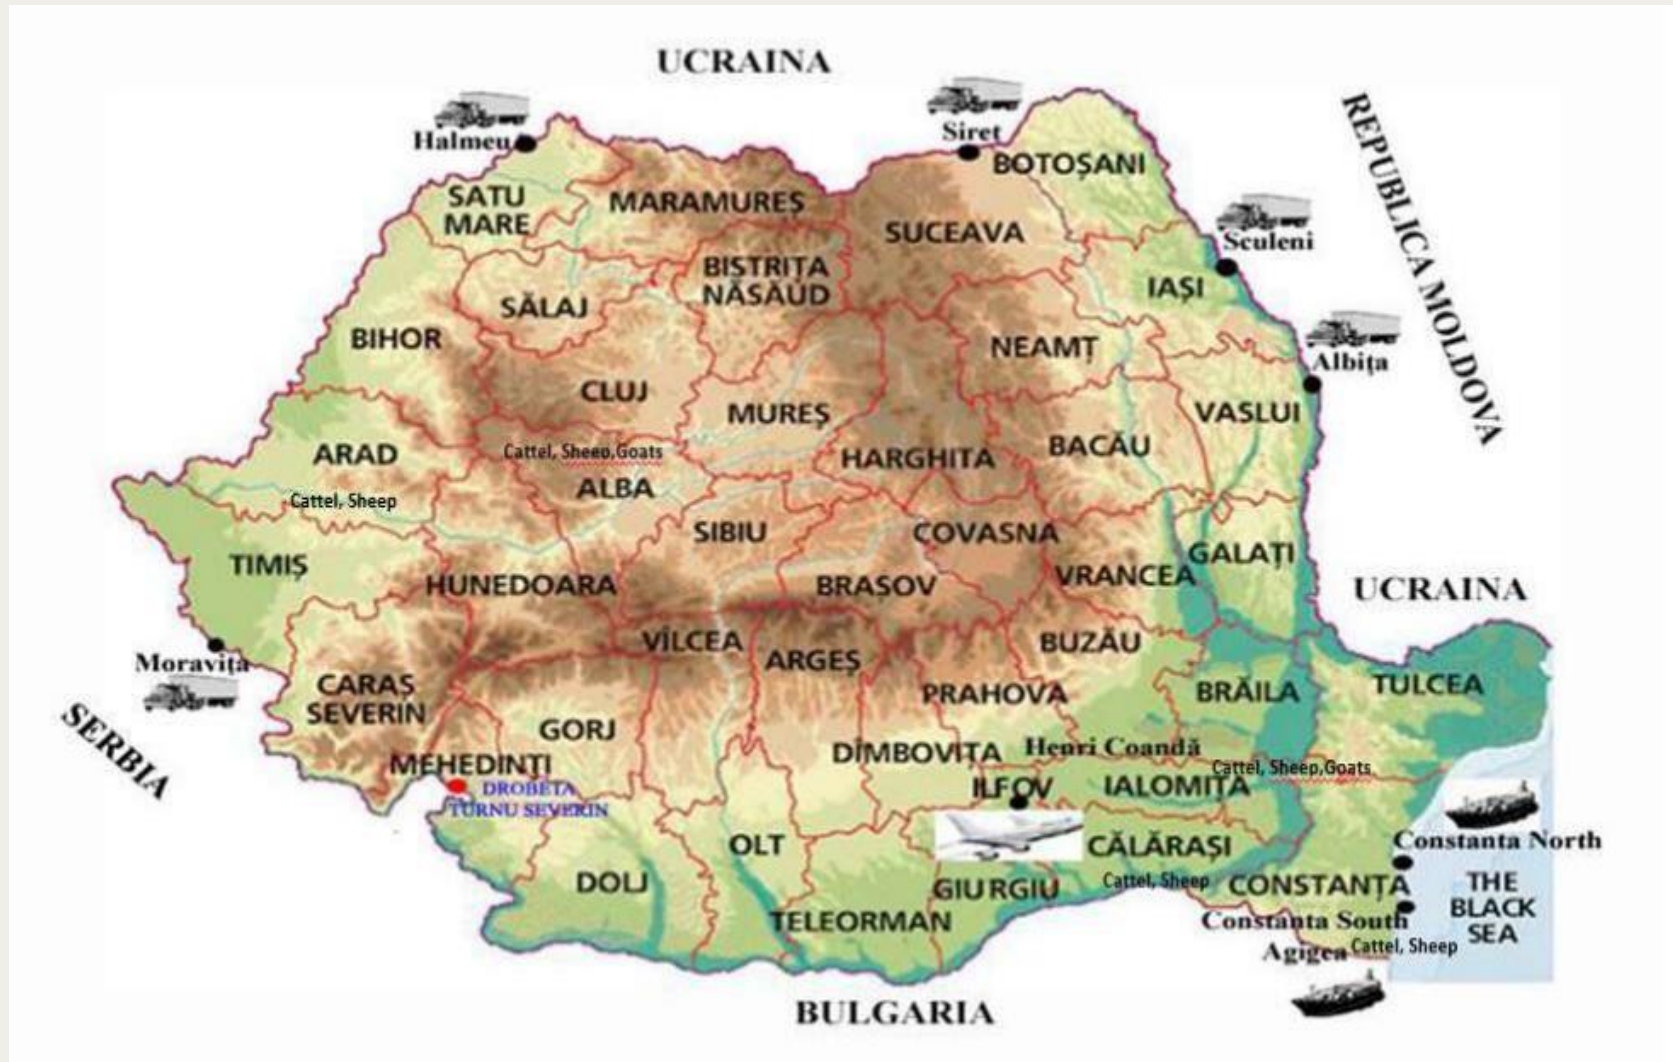 UCRAINA
Halmeu
Siret
REPUBLICA MOLDOVA
BOTOȘANI
SATU
MARE
MARAMUREȘ
SUCEAVA
Sculeni
BISTRIȚA
NĂSĂUD
IAȘI
SĂLAJ
BIHOR
NEAMȚ
Albița
CLUJ
MUREȘ
VASLUI
ARAD
Cattel, Sheep,Goats
HARGHITA
BACĂU
ALBA
Cattel, Sheep
SIBIU
COVASNA
GALAȚI
TIMIȘ
HUNEDOARA
BRASOV
VRANCEA
UCRAINA
VÎLCEA
ARGEȘ
BUZĂU
Moravița
CARAȘ
SEVERIN
PRAHOVA
BRĂILA
TULCEA
SERBIA
GORJ
DÎMBOVIȚA
Henri Coandă
MEHEDINȚI
Cattel, Sheep,Goats
DROBETA
TURNU SEVERIN
ILFOV
IALOMIȚA
OLT
CĂLĂRAȘI
Constanta North
DOLJ
GIURGIU
Cattel, Sheep
CONSTANȚA
THE
BLACK
SEA
TELEORMAN
Constanta South
Agigea
Cattel, Sheep
BULGARIA